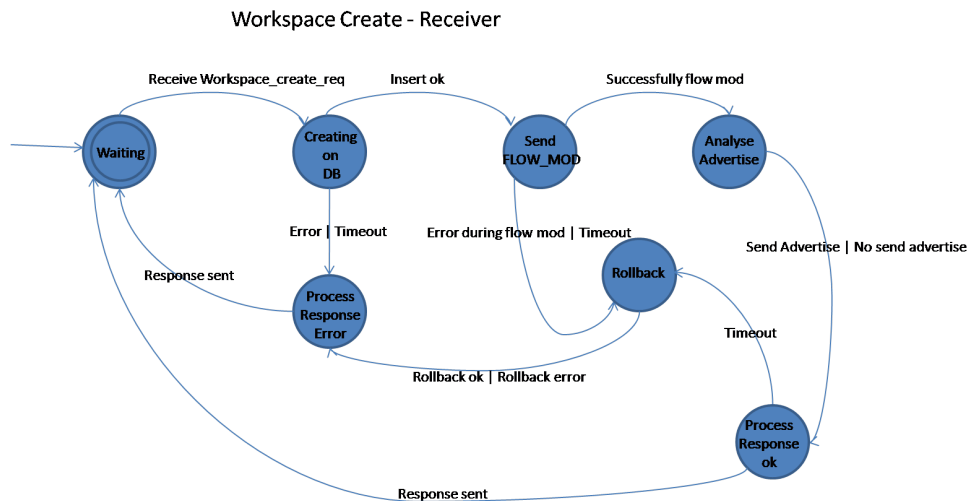 Workspace Create - Receiver
Receive Workspace_create_req
Insert ok
Successfully flow mod
Waiting
Creating
on
DB
Send
FLOW_MOD
Analyse
Advertise
Error | Timeout
Error during flow mod | Timeout
Send Advertise | No send advertise
Response sent
Rollback
Process
Response
Error
Timeout
Rollback ok | Rollback error
Process
Response
ok
Response sent